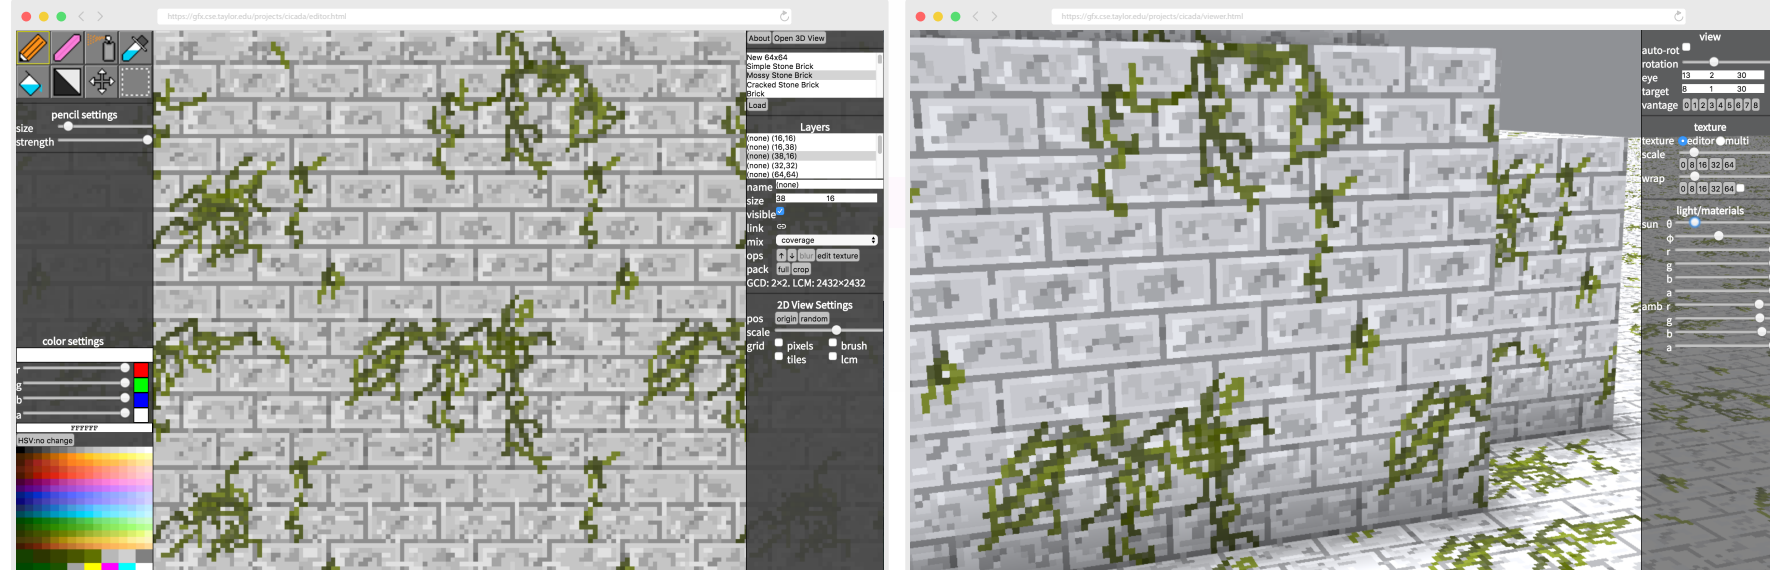 https://gfx.cse.taylor.edu/projects/cicada/editor.html
pencil settings
size
strength
color settings
r
g
b
a
FFFFFF
HSV:no change
About Open 3D View
New 64x64
Simple Stone Brick
Mossy Stone Brick
Cracked Stone Brick
Brick
Load
Layers
(none) (16,16)
(none) (16,38)
(none) (38,16)
(none) (32,32)
(none) (64,64)
name (none)
size 38 16
visible
link
mix coverage
ops ↑ ↓ blur edit texture
pack full crop
GCD: 2×2. LCM: 2432×2432
2D View Settings
pos origin random
scale
grid pixels brush
tiles lcm
https://gfx.cse.taylor.edu/projects/cicada/viewer.html
view
auto-rot
rotation
eye 13 2 30
target 8 1 30
vantage 0 1 2 3 4 5 6 7 8
texture
texture editor multi
scale
0 8 16 32 64
wrap
0 8 16 32 64
light/materials
sun θ
ϕ
r
g
b
a
amb r
g
b
a